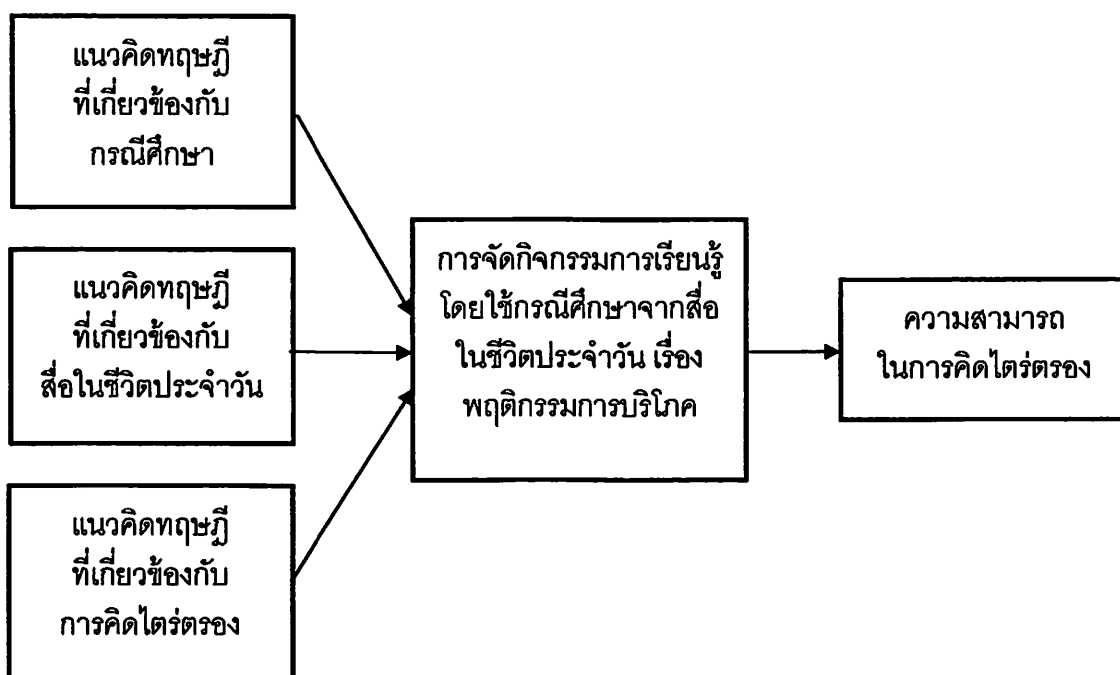 แนวคิดทฤษฎี
ที่เกี่ยวข้องกับ
กรณีศึกษา
แนวคิดทฤษฎี
ที่เกี่ยวข้องกับ
สื่อในชีวิตประจำวัน
แนวคิดทฤษฎี
ที่เกี่ยวข้องกับ
การคิดไตร่ตรอง
การจัดกิจกรรมการเรียนรู้
โดยใช้กรณีศึกษาจากสื่อ
ในชีวิตประจำวัน เรื่อง
พฤติกรรมการบริโภค
ความสามารถ
ในการคิดไตร่ตรอง